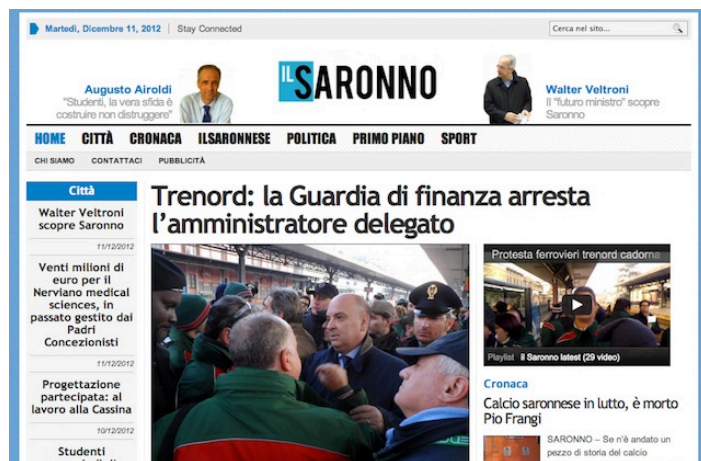 Martedì, Dicembre 11, 2012 | Stay Connected
Cerca nel sito...
Augusto Airoldi
"Studenti, la vera sfida è
costruire non distruggere"
IL SARONNO
Walter Veltroni
Il "futuro ministro" scopre
Saronno
HOME CITTÀ CRONACA ILSARONNESE POLITICA PRIMO PIANO SPORT
CHI SIAMO CONTATTACI PUBBLICITÀ
Città
Walter Veltroni
scopre Saronno
11/12/2012
Venti milioni di
euro per il
Nerviano medical
sciences, in
passato gestito dai
Padri
Concezionisti
11/12/2012
Progettazione
partecipata: al
lavoro alla Cassina
10/12/2012
Studenti
Trenord: la Guardia di finanza arresta
l'amministratore delegato
Protesta ferrovieri trenord cadorna
Playlist il Saronno latest (29 video)
Cronaca
Calcio saronnese in lutto, è morto
Pio Frangi
SARONNO – Se n'è andato un
pezzo di storia del calcio